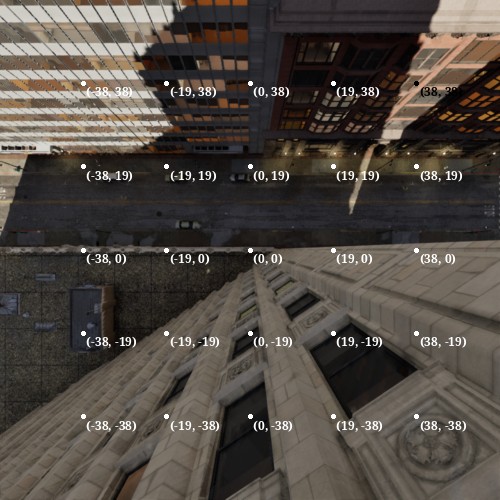 (-38, 38) (-19, 38) (0, 38) (19, 38) (38, 38)
(-38, 19) (-19, 19) (0, 19) (19, 19) (38, 19)
(-38, 0) (-19, 0) (0, 0) (19, 0) (38, 0)
(-38, -19) (-19, -19) (0, -19) (19, -19) (38, -19)
(-38, -38) (-19, -38) (0, -38) (19, -38) (38, -38)